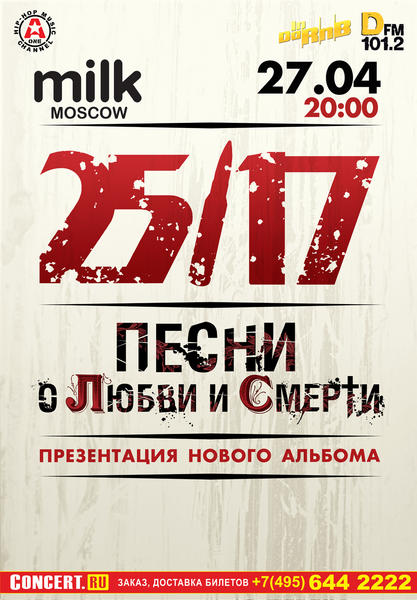 HIP-HOP MUSIC
A ONE
CHANNEL
DFM
101.2
milk
MOSCOW
27.04
20:00
25/17
ПЕСНИ
О ЛЮБВИ И СМЕРТИ
ПРЕЗЕНТАЦИЯ НОВОГО АЛЬБОМА
CONCERT.RU ЗАКАЗ, ДОСТАВКА БИЛЕТОВ +7(495) 644 2222